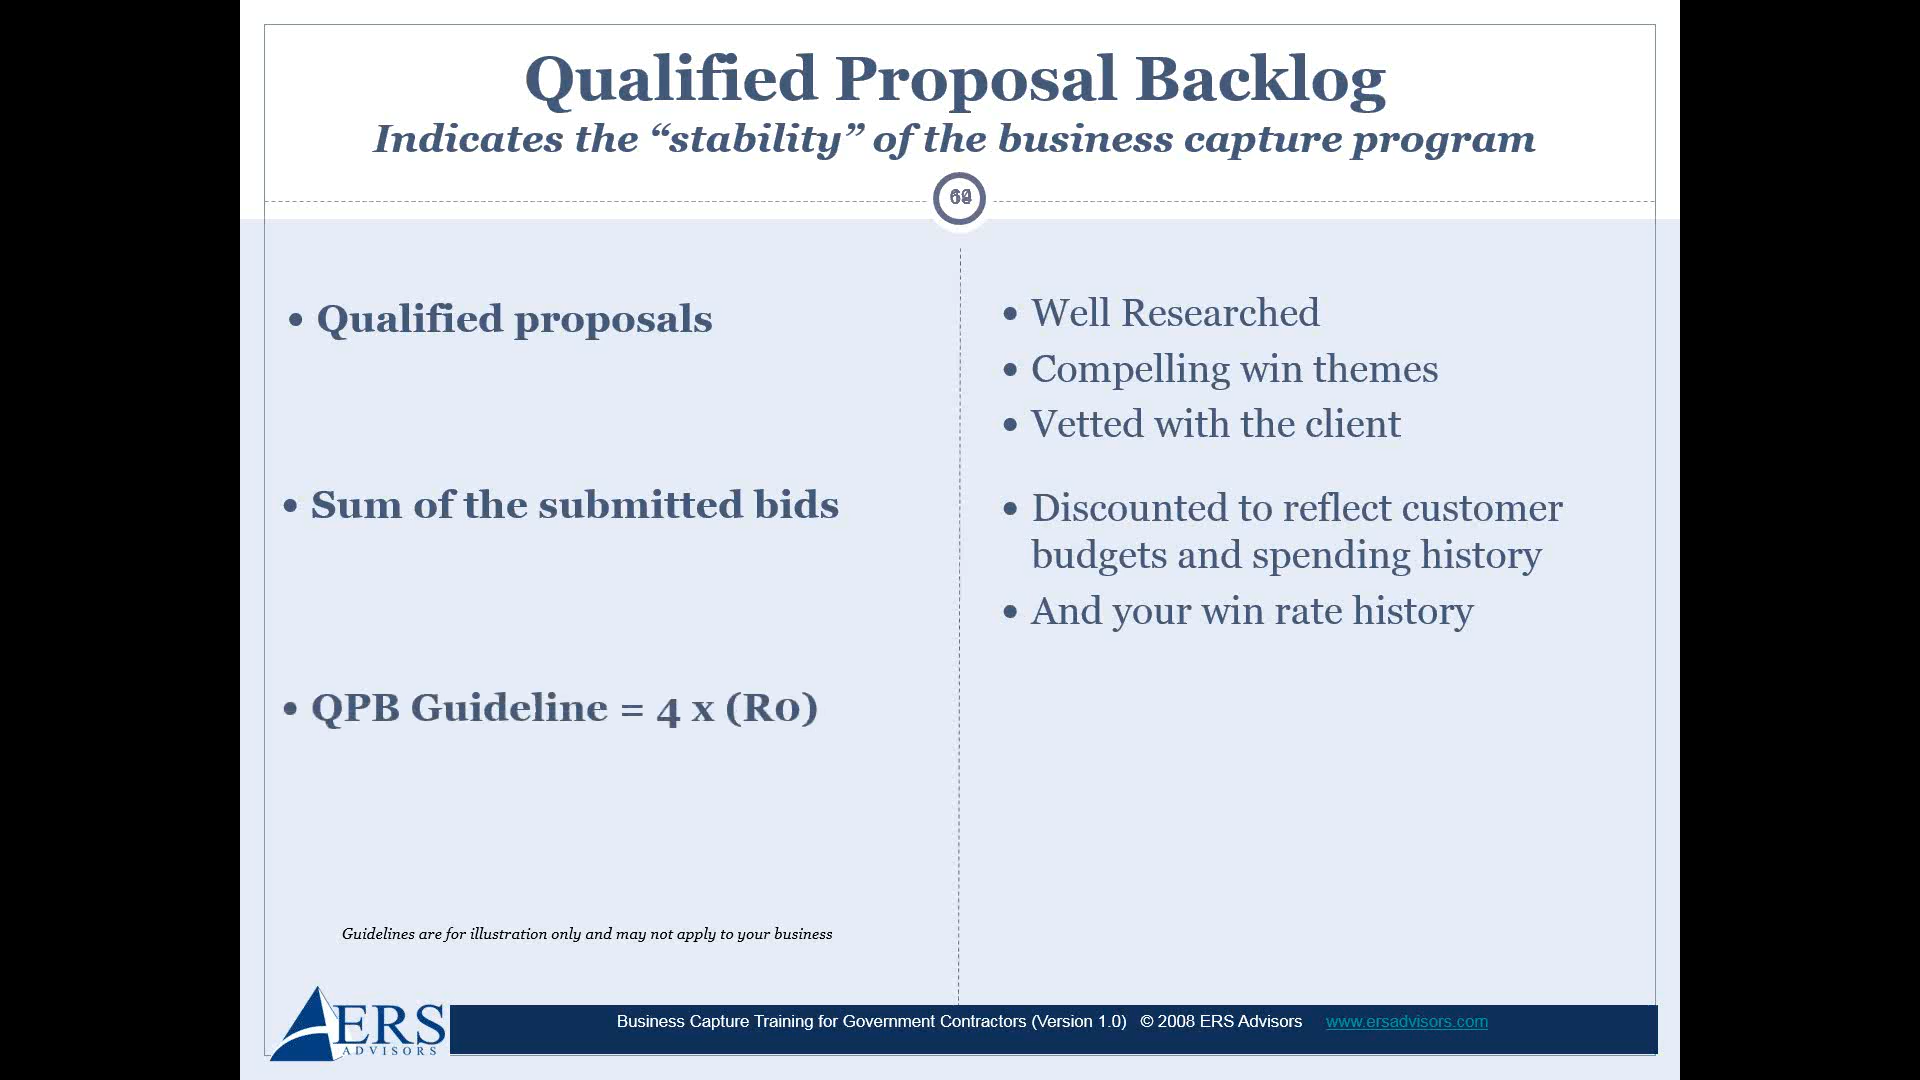 Qualified Proposal Backlog
Indicates the “stability” of the business capture program
• Qualified proposals
• Well Researched
• Compelling win themes
• Vetted with the client
• Sum of the submitted bids
• Discounted to reflect customer
budgets and spending history
• And your win rate history
• QPB Guideline = 4 x (R0)
Guidelines are for illustration only and may not apply to your business
ERS
ADVISORS
Business Capture Training for Government Contractors (Version 1.0) © 2008 ERS Advisors www.ersadvisors.com